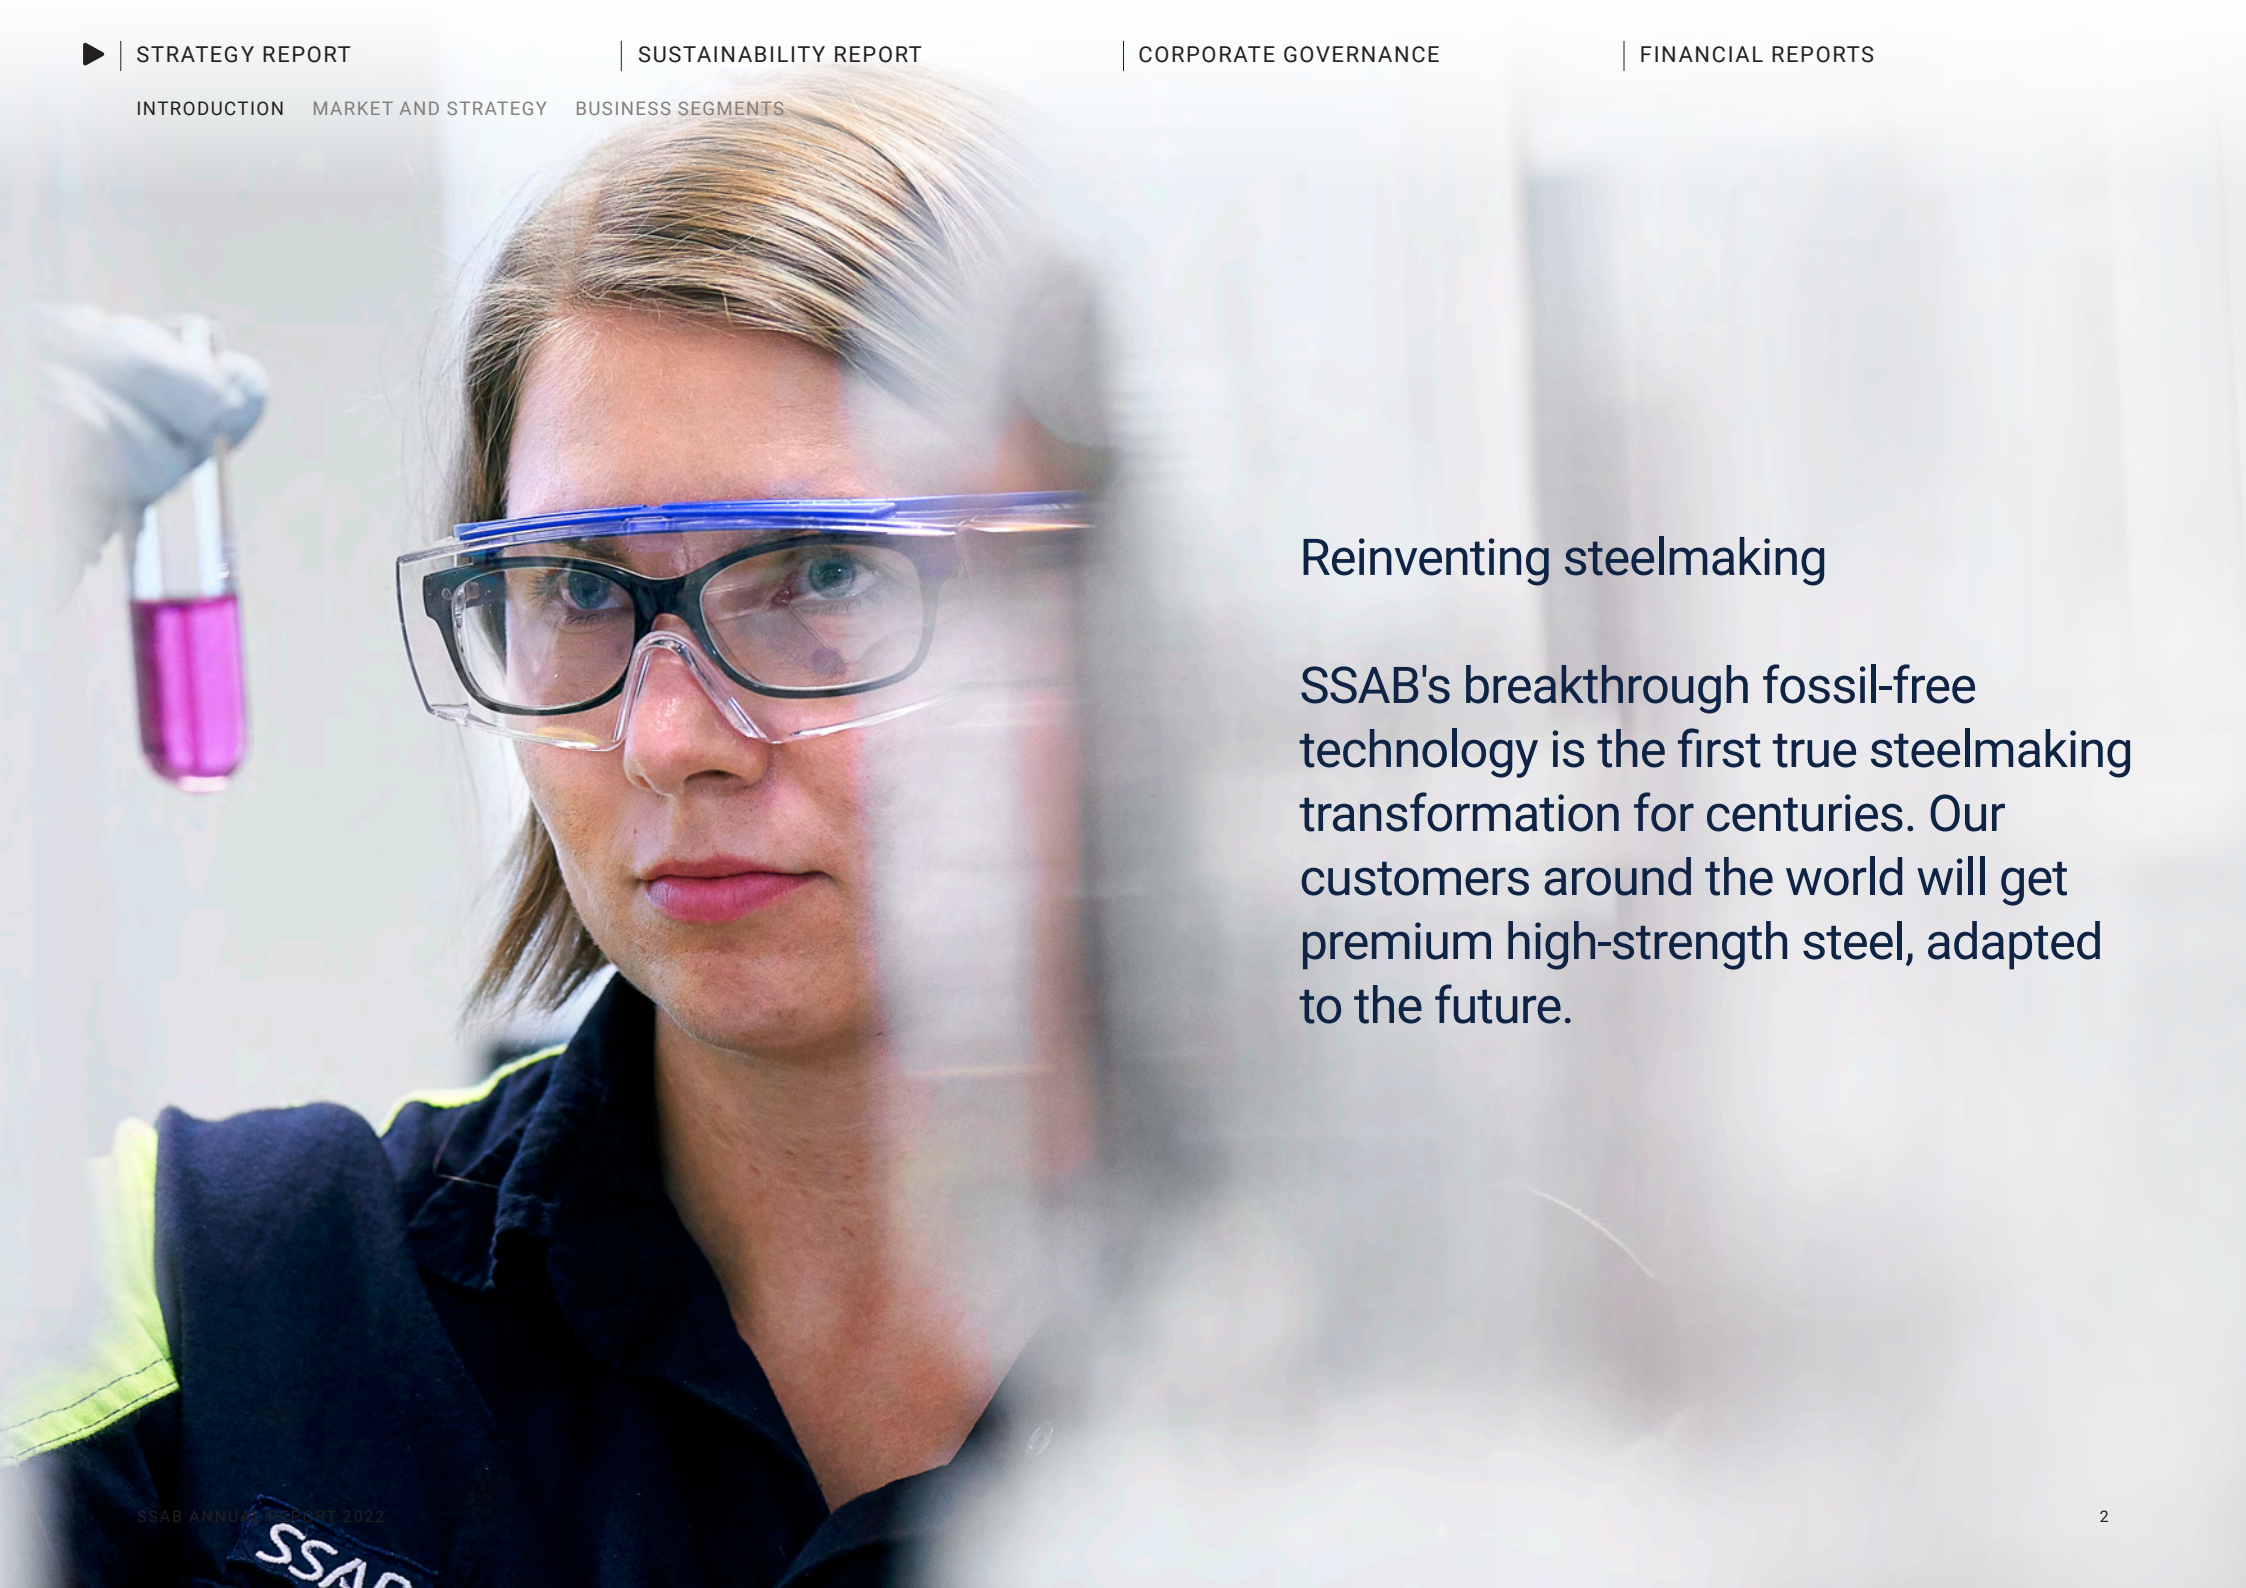 STRATEGY REPORT
SUSTAINABILITY REPORT
CORPORATE GOVERNANCE
FINANCIAL REPORTS
INTRODUCTION
MARKET AND STRATEGY
BUSINESS SEGMENTS
Reinventing steelmaking
SSAB's breakthrough fossil-free
technology is the first true steelmaking
transformation for centuries. Our
customers around the world will get
premium high-strength steel, adapted
to the future.
SSAB ANNUAL REPORT 2022
SSAB
2